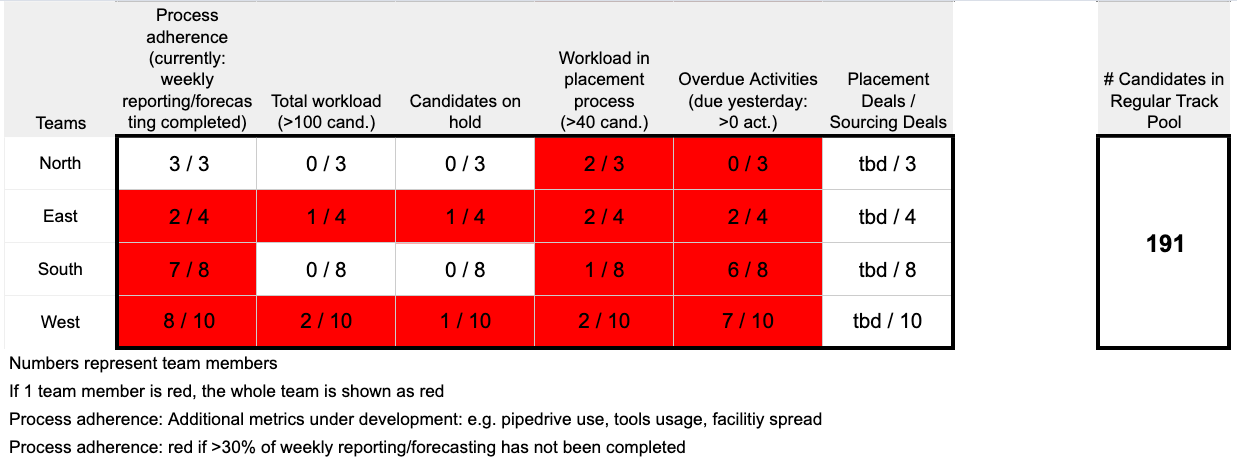 Process
adherence
(currently:
weekly
reporting/forecas
ting completed)
Teams
Total workload
(>100 cand.)
Candidates on
hold
Workload in
placement
process
(>40 cand.)
Overdue Activities
(due yesterday:
>0 act.)
Placement
Deals /
Sourcing Deals
# Candidates in
Regular Track
Pool
North 3 / 3 0 / 3 0 / 3 2 / 3 0 / 3 tbd / 3
East 2 / 4 1 / 4 1 / 4 2 / 4 2 / 4 tbd / 4
191
South 7 / 8 0 / 8 0 / 8 1 / 8 6 / 8 tbd / 8
West 8 / 10 2 / 10 1 / 10 2 / 10 7 / 10 tbd / 10
Numbers represent team members
If 1 team member is red, the whole team is shown as red
Process adherence: Additional metrics under development: e.g. pipedrive use, tools usage, facilitiy spread
Process adherence: red if >30% of weekly reporting/forecasting has not been completed